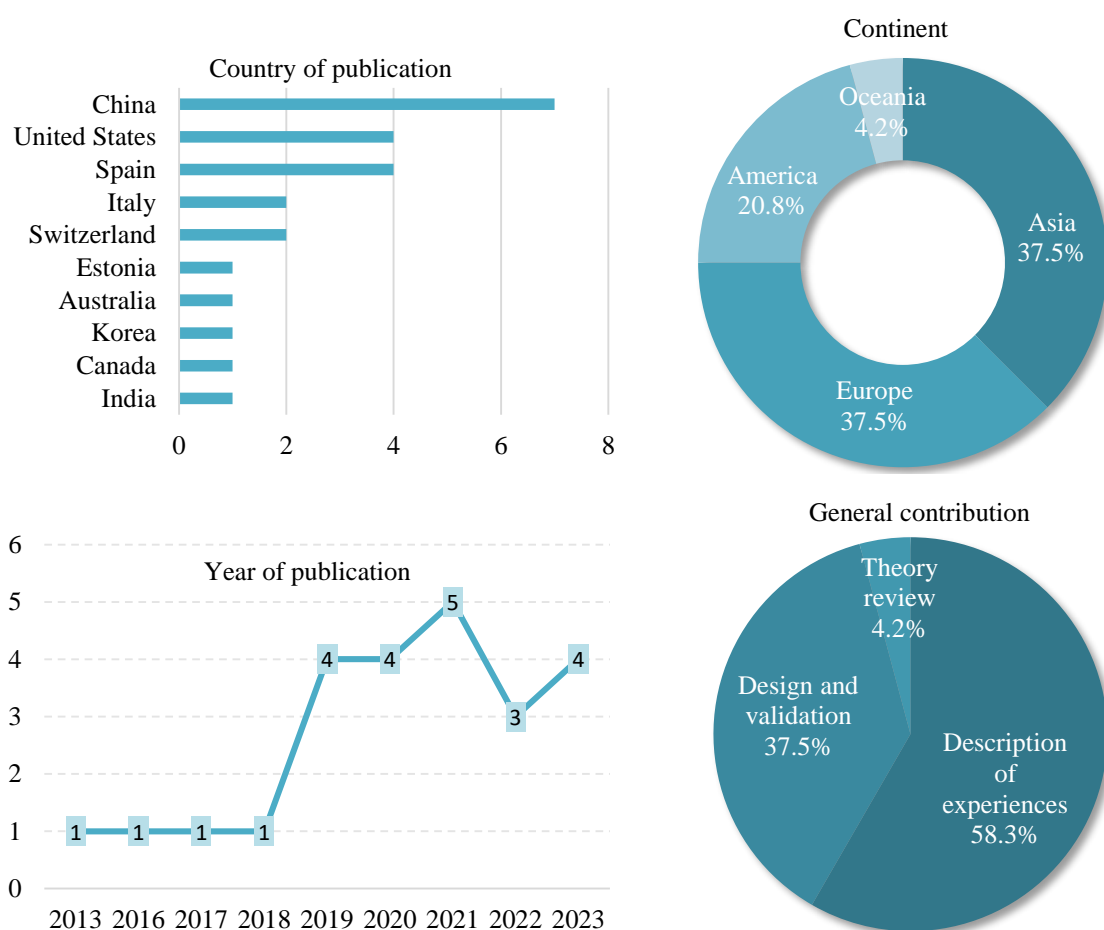 Country of publication
China
United States
Spain
Italy
Switzerland
Estonia
Australia
Korea
Canada
India
0 2 4 6 8
Continent
Oceania
4.2%
America
20.8%
Asia
37.5%
Europe
37.5%
Year of publication
6
5
4
3
2
1
0
1 1 1 1 4 4 5 3 4
2013 2016 2017 2018 2019 2020 2021 2022 2023
General contribution
Theory
review
4.2%
Design and
validation
37.5%
Description
of
experiences
58.3%